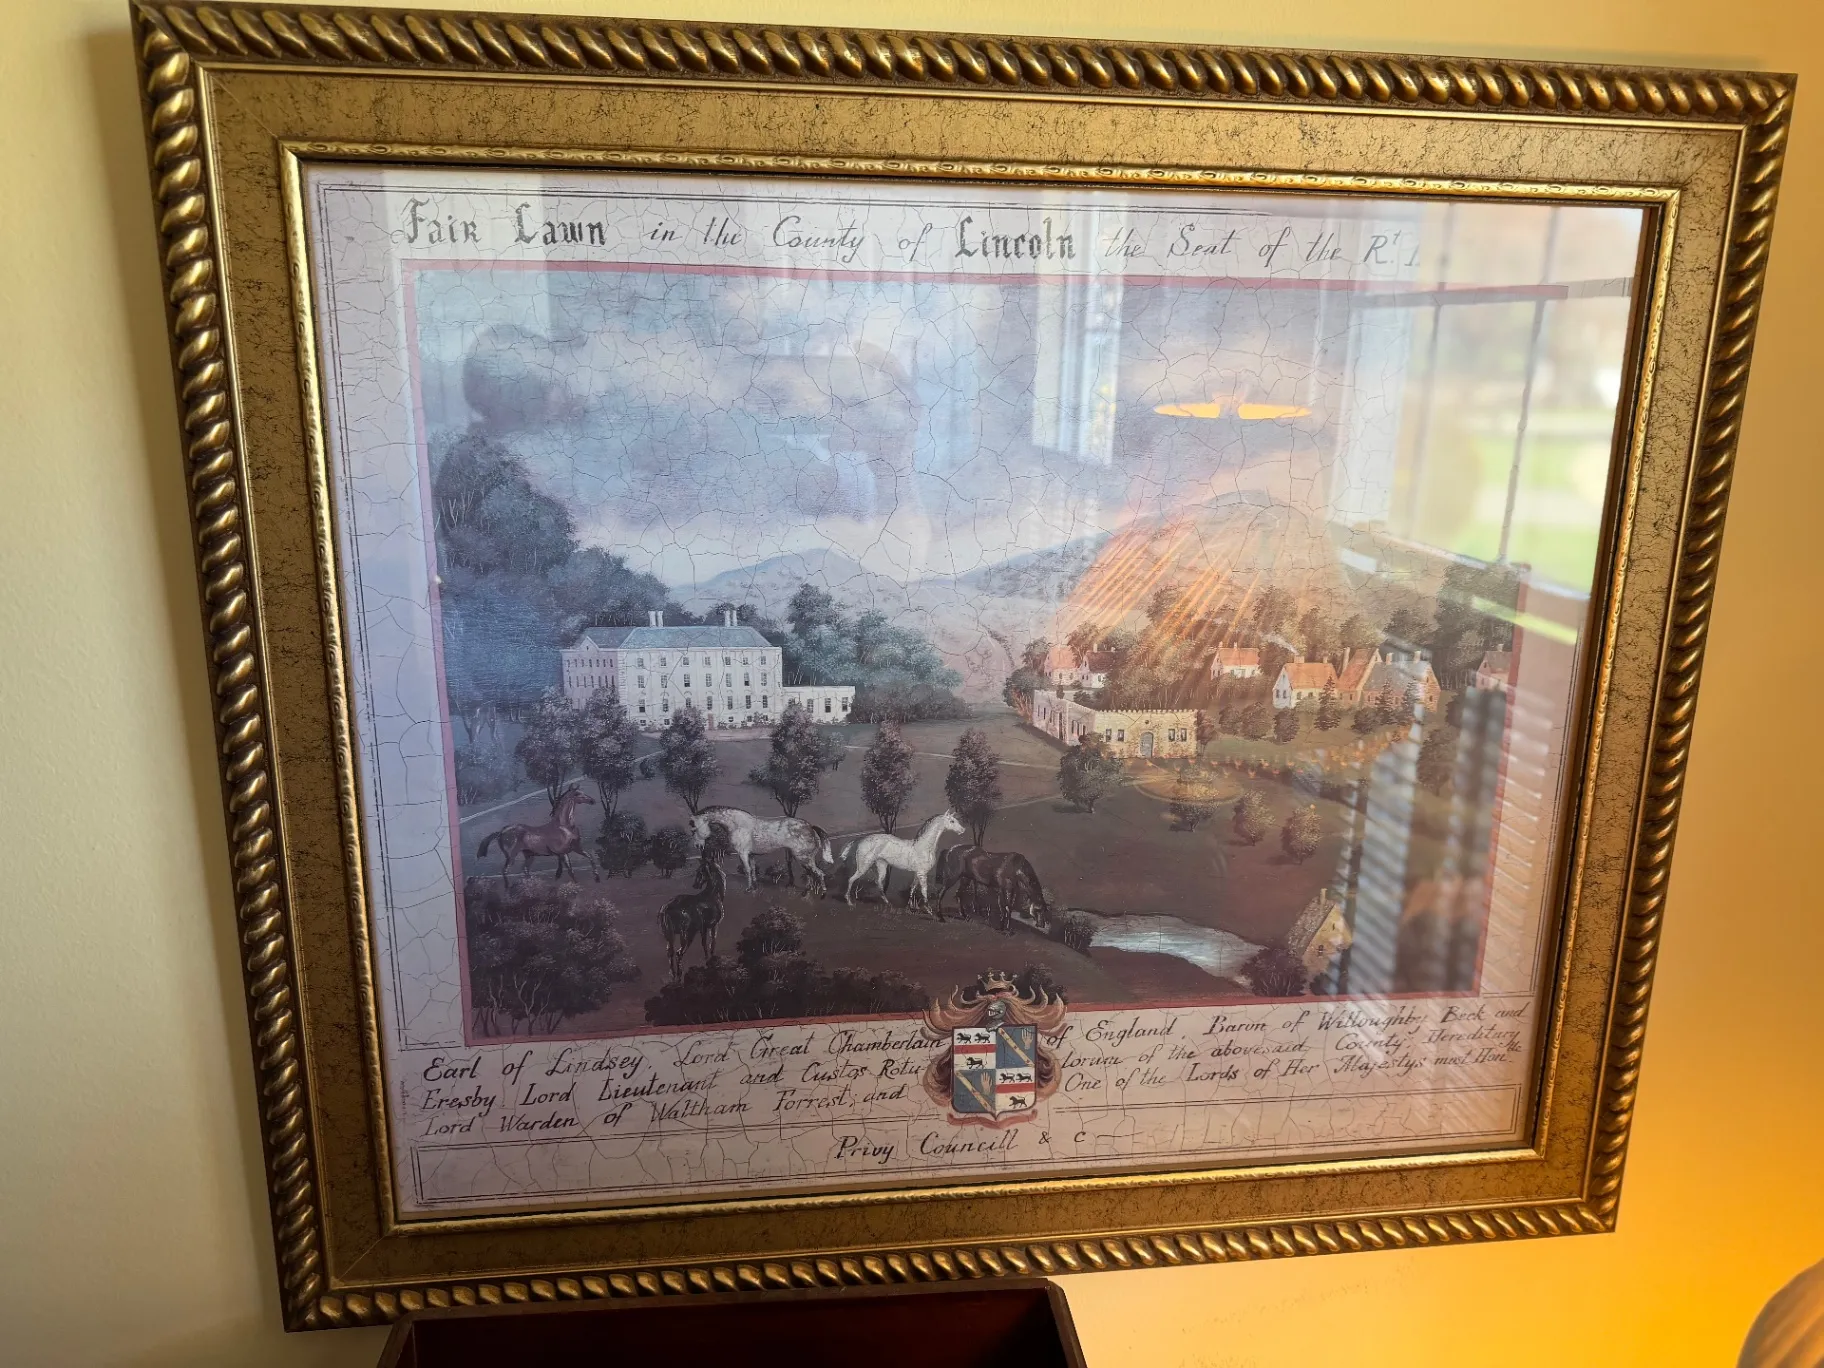 Fair Lawn in the County of Lincoln the Seat of the Rt.
Earl of Lindsey, Lord Great Chamberlain of England, Baron of Willoughby Beck and
Eresby Lord Lieutenant and Custos Rotu lorum of the abovesaid County, Hereditary
Lord Warden of Waltham Forrest, and One of the Lords of Her Majestys most Honble
Privy Councill & c